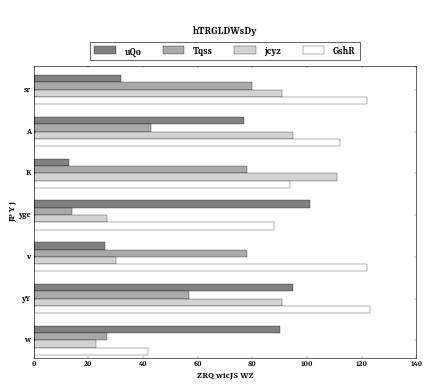 hTRGLDWsDy
uQo Tqss jcyz GshR
sr
A
K
yge
v
yY
w
JP Y J
0 20 40 60 80 100 120 140
ZRQ wicJS WZ